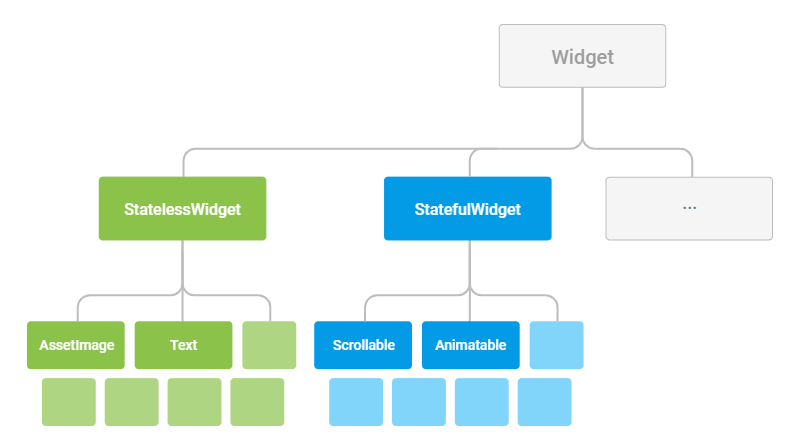 Widget
StatelessWidget
StatefulWidget
...
AssetImage
Text
Scrollable
Animatable